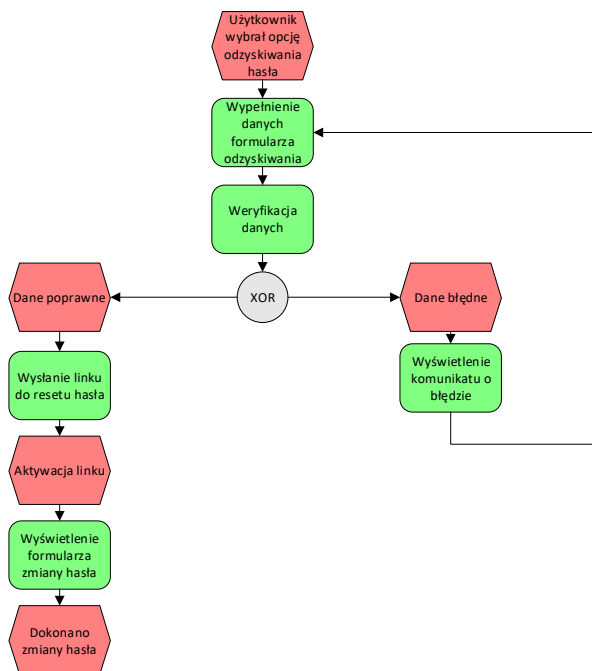 Użytkownik
wybrał opcję
odzyskiwania
hasła
Wypełnienie
danych
formularza
odzyskiwania
Weryfikacja
danych
XOR
Dane poprawne
Dane błędne
Wysłanie linku
do resetu hasła
Wyświetlenie
komunikatu o
błędzie
Aktywacja linku
Wyświetlenie
formularza
zmiany hasła
Dokonano
zmiany hasła